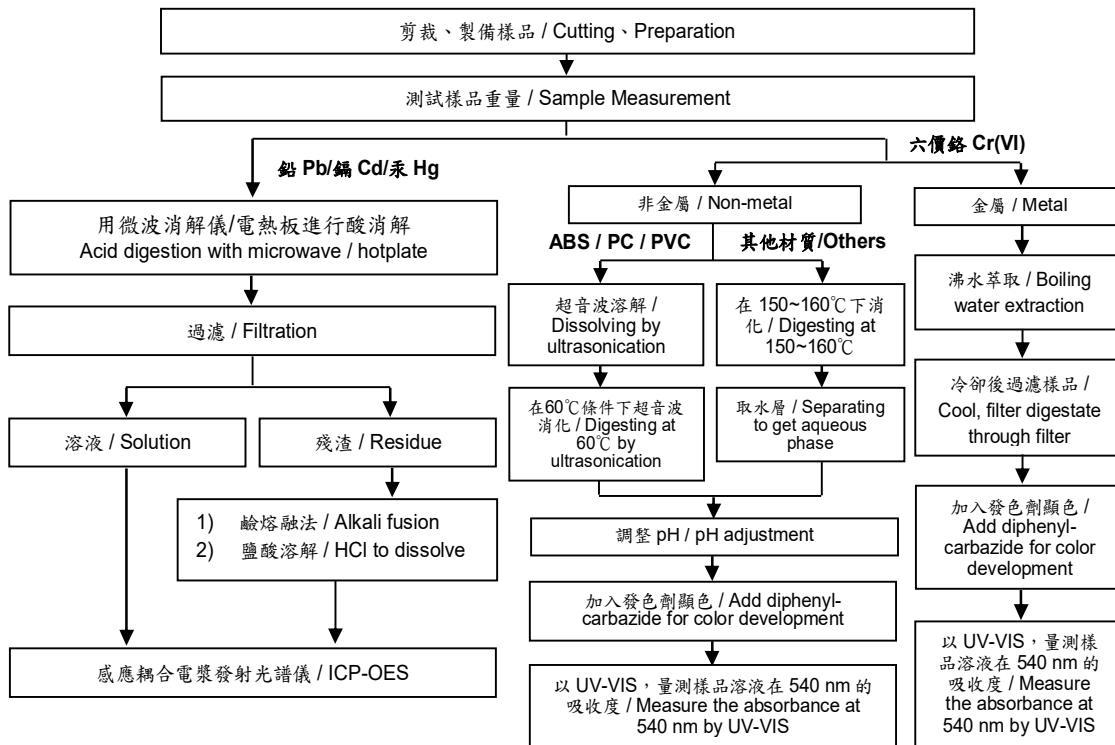 剪裁、製備樣品 / Cutting、Preparation
測試樣品重量 / Sample Measurement
鉛 Pb/鎘 Cd/汞 Hg
六價鉻 Cr(VI)
用微波消解儀/電熱板進行酸消解
Acid digestion with microwave / hotplate
過濾 / Filtration
溶液 / Solution
殘渣 / Residue
1) 鹼熔融法 / Alkali fusion
2) 鹽酸溶解 / HCl to dissolve
感應耦合電漿發射光譜儀 / ICP-OES
非金屬 / Non-metal
ABS / PC / PVC
其他材質/Others
超音波溶解 /
Dissolving by
ultrasonication
在60℃條件下超音波
消化 / Digesting at
60℃ by
ultrasonication
在 150~160℃下消
化 / Digesting at
150~160℃
取水層 / Separating
to get aqueous
phase
調整 pH / pH adjustment
加入發色劑顯色 / Add diphenyl-
carbazide for color development
以 UV-VIS，量測樣品溶液在 540 nm 的
吸收度 / Measure the absorbance at
540 nm by UV-VIS
金屬 / Metal
沸水萃取 / Boiling
water extraction
冷卻後過濾樣品 /
Cool, filter digestate
through filter
加入發色劑顯色 /
Add diphenyl-
carbazide for color
development
以 UV-VIS，量測樣
品溶液在 540 nm 的
吸收度 / Measure
the absorbance at
540 nm by UV-VIS